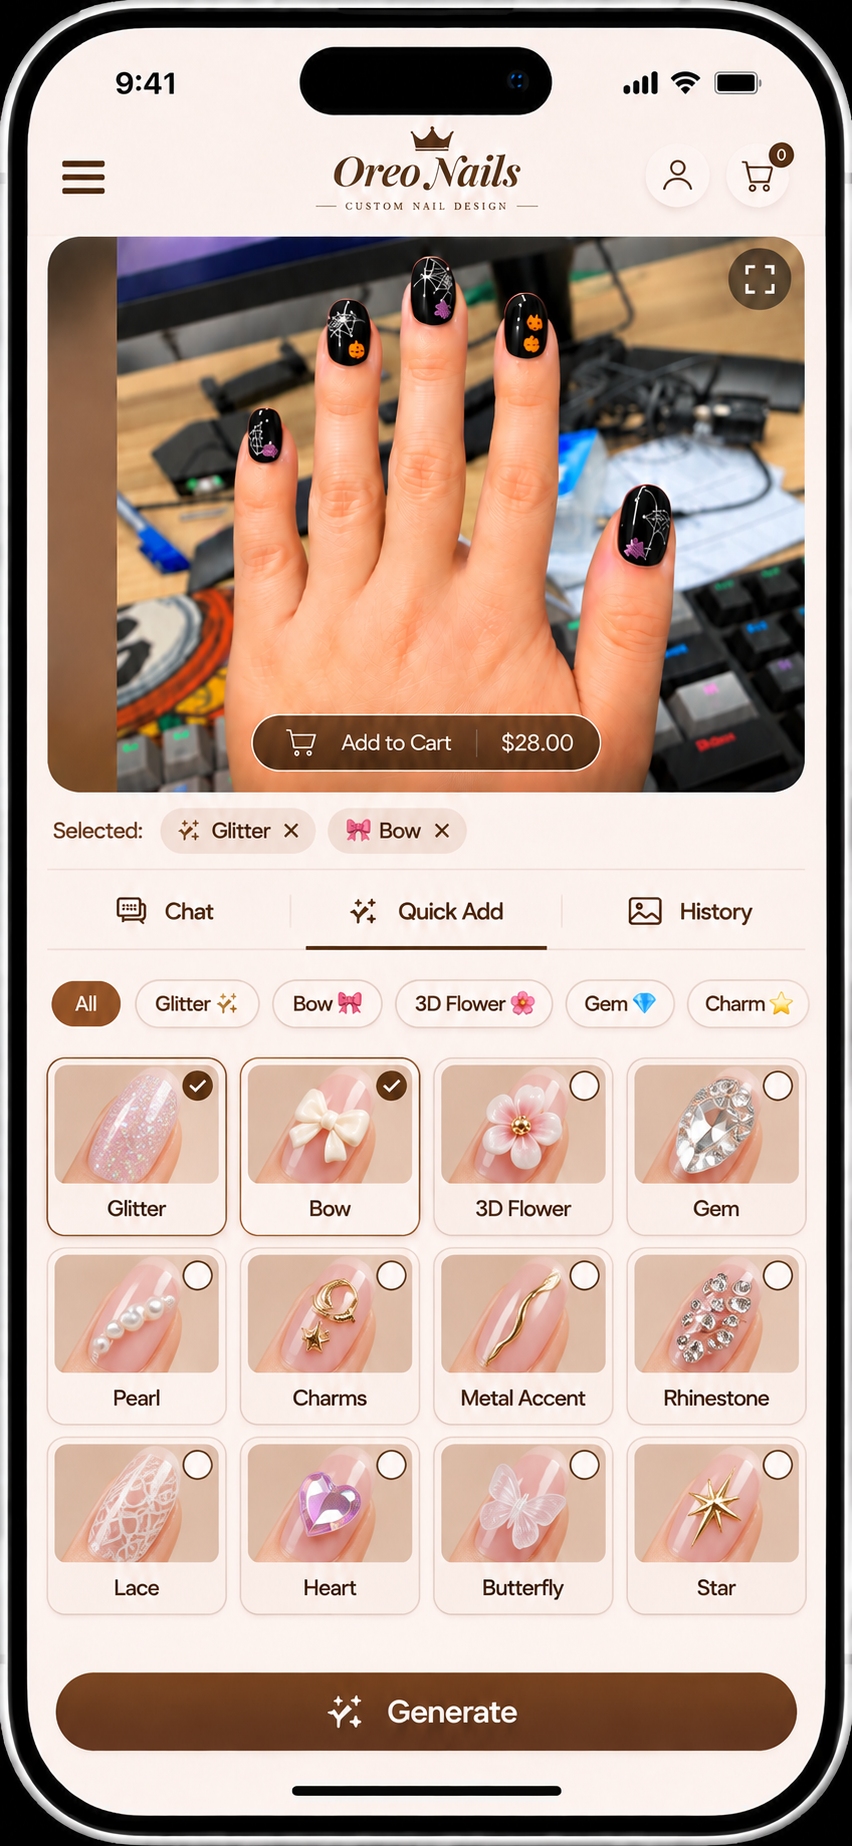 9:41
Oreo Nails
CUSTOM NAIL DESIGN
0
Add to Cart $28.00
Selected: Glitter Bow
Chat Quick Add History
All Glitter Bow 3D Flower Gem Charm
Glitter Bow 3D Flower Gem
Pearl Charms Metal Accent Rhinestone
Lace Heart Butterfly Star
Generate